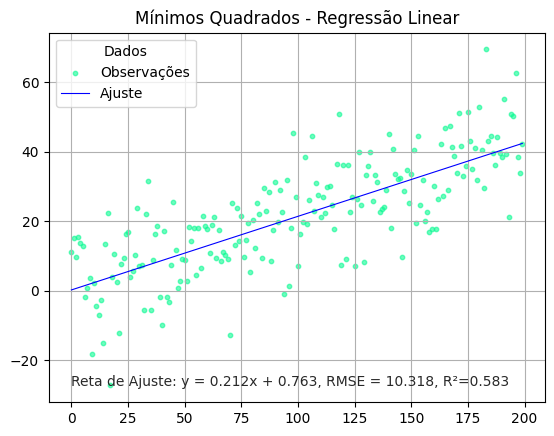 Mínimos Quadrados - Regressão Linear
Dados
Observações
Ajuste
60
40
20
0
−20
Reta de Ajuste: y = 0.212x + 0.763, RMSE = 10.318, R²=0.583
0 25 50 75 100 125 150 175 200